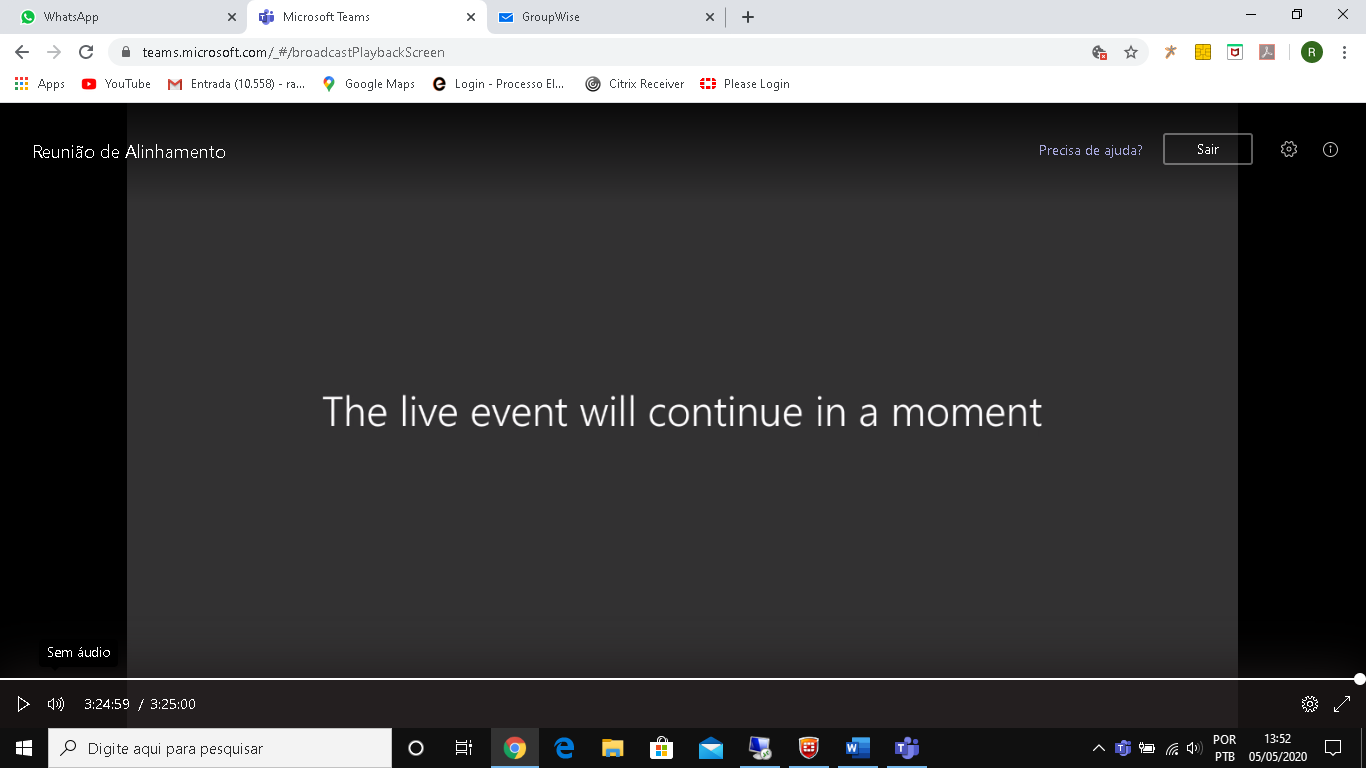 WhatsApp
Microsoft Teams
GroupWise
teams.microsoft.com/_#/broadcastPlaybackScreen
R
Apps
YouTube
Entrada (10.558) - ra...
Google Maps
Login - Processo El...
Citrix Receiver
Please Login
Reunião de Alinhamento
Precisa de ajuda?
Sair
The live event will continue in a moment
Sem áudio
3:24:59 / 3:25:00
Digite aqui para pesquisar
POR
PTB
13:52
05/05/2020